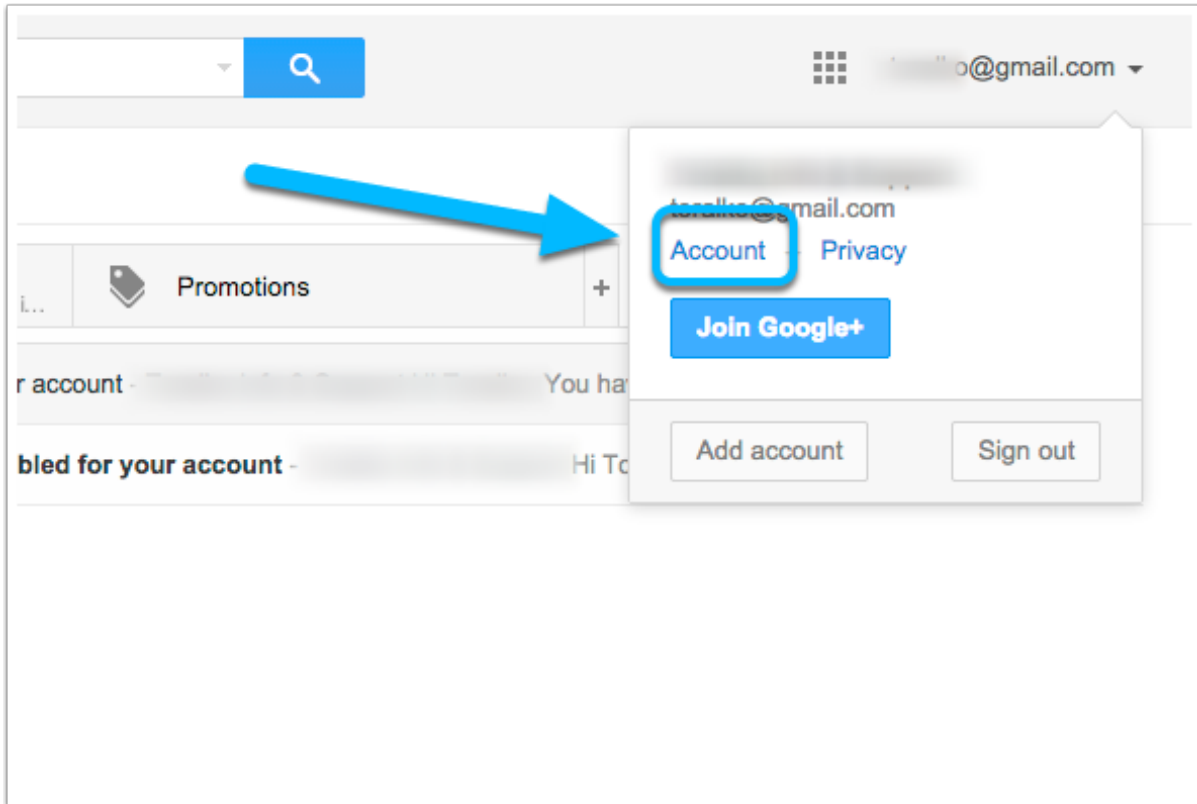 @gmail.com
@gmail.com
Account - Privacy
i...
Promotions
+
Join Google+
r account - You ha
bled for your account - Hi To
Add account
Sign out